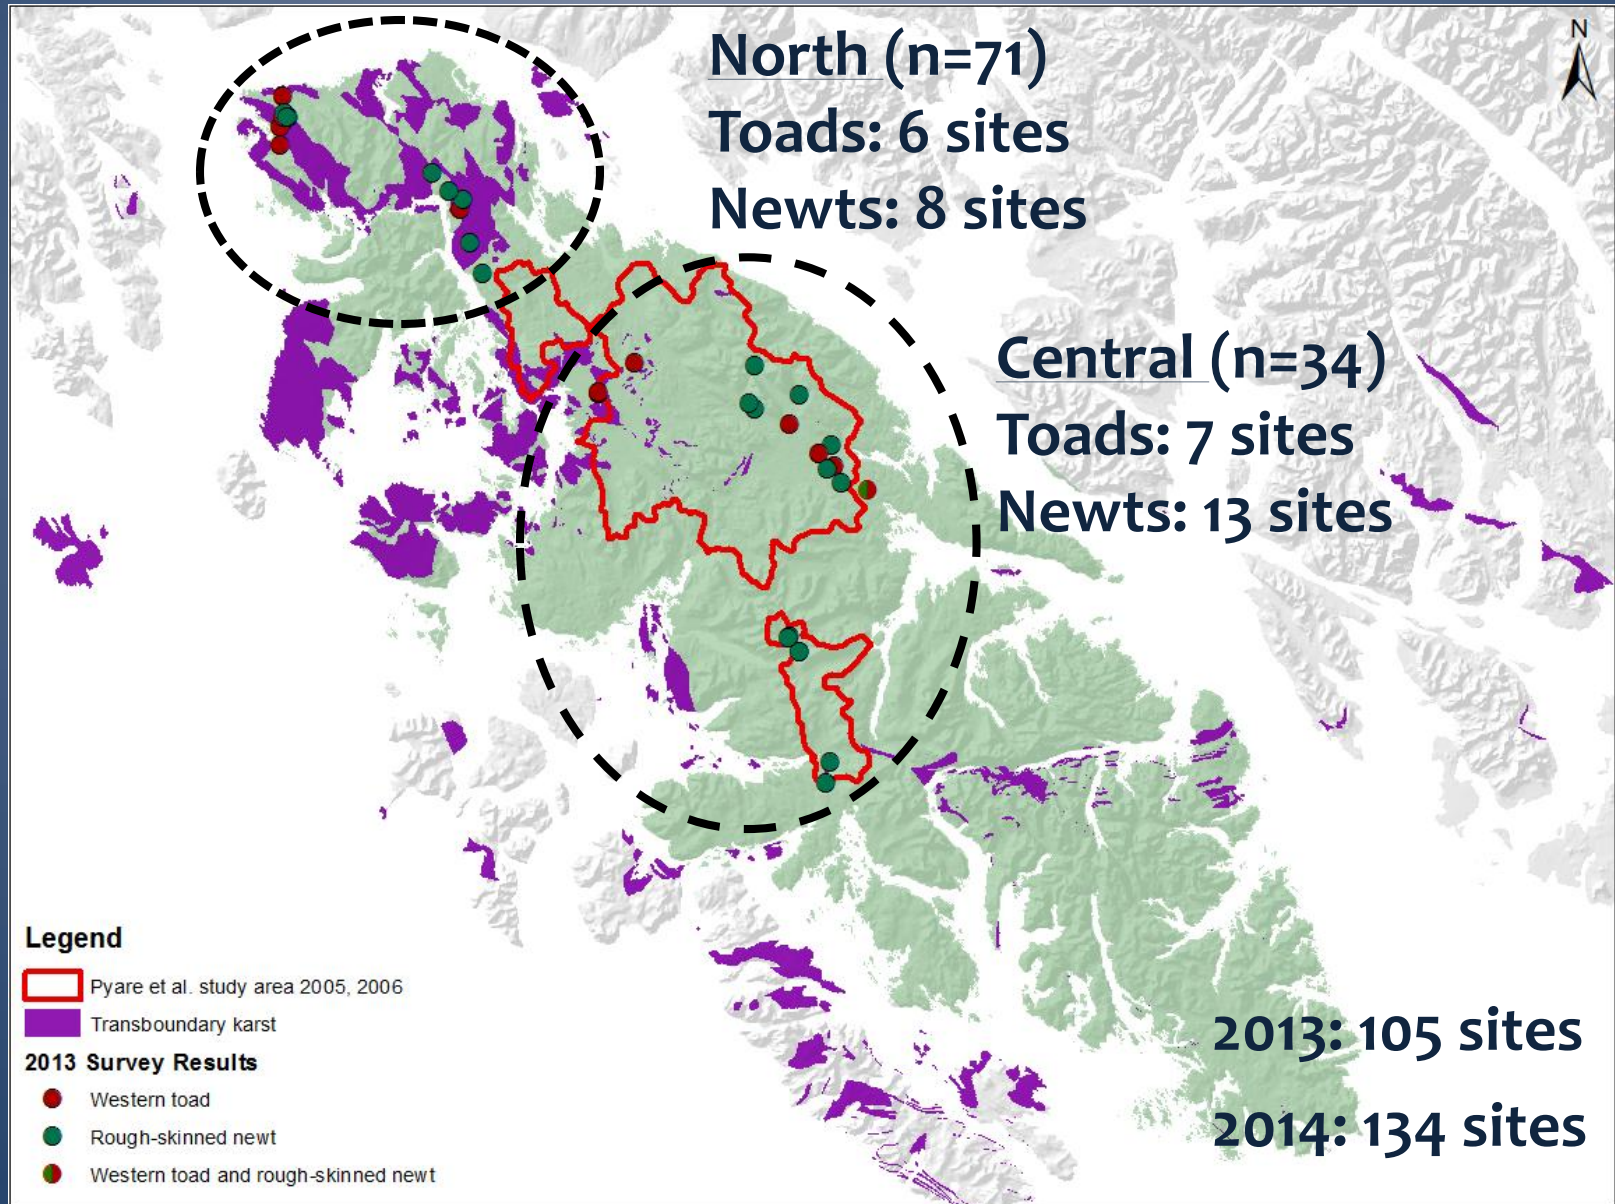 N
North (n=71)
Toads: 6 sites
Newts: 8 sites
Central (n=34)
Toads: 7 sites
Newts: 13 sites
Legend
Pyare et al. study area 2005, 2006
Transboundary karst
2013 Survey Results
Western toad
Rough-skinned newt
Western toad and rough-skinned newt
2013: 105 sites
2014: 134 sites